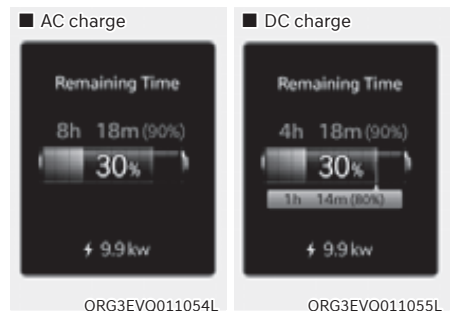 ■ AC charge
Remaining Time
8h 18m (90%)
30%
9.9 kw
ORG3EVQ011054L
■ DC charge
Remaining Time
4h 18m (90%)
30%
1h 14m (80%)
9.9 kw
ORG3EVQ011055L